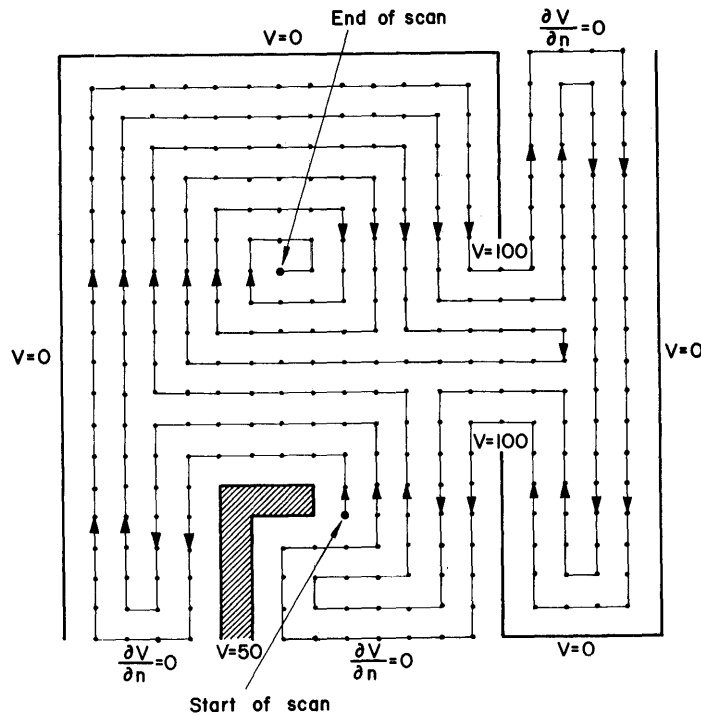 End of scan
V=0
∂V/∂n=0
V=100
V=0
V=0
V=100
∂V/∂n=0
V=50
∂V/∂n=0
V=0
Start of scan